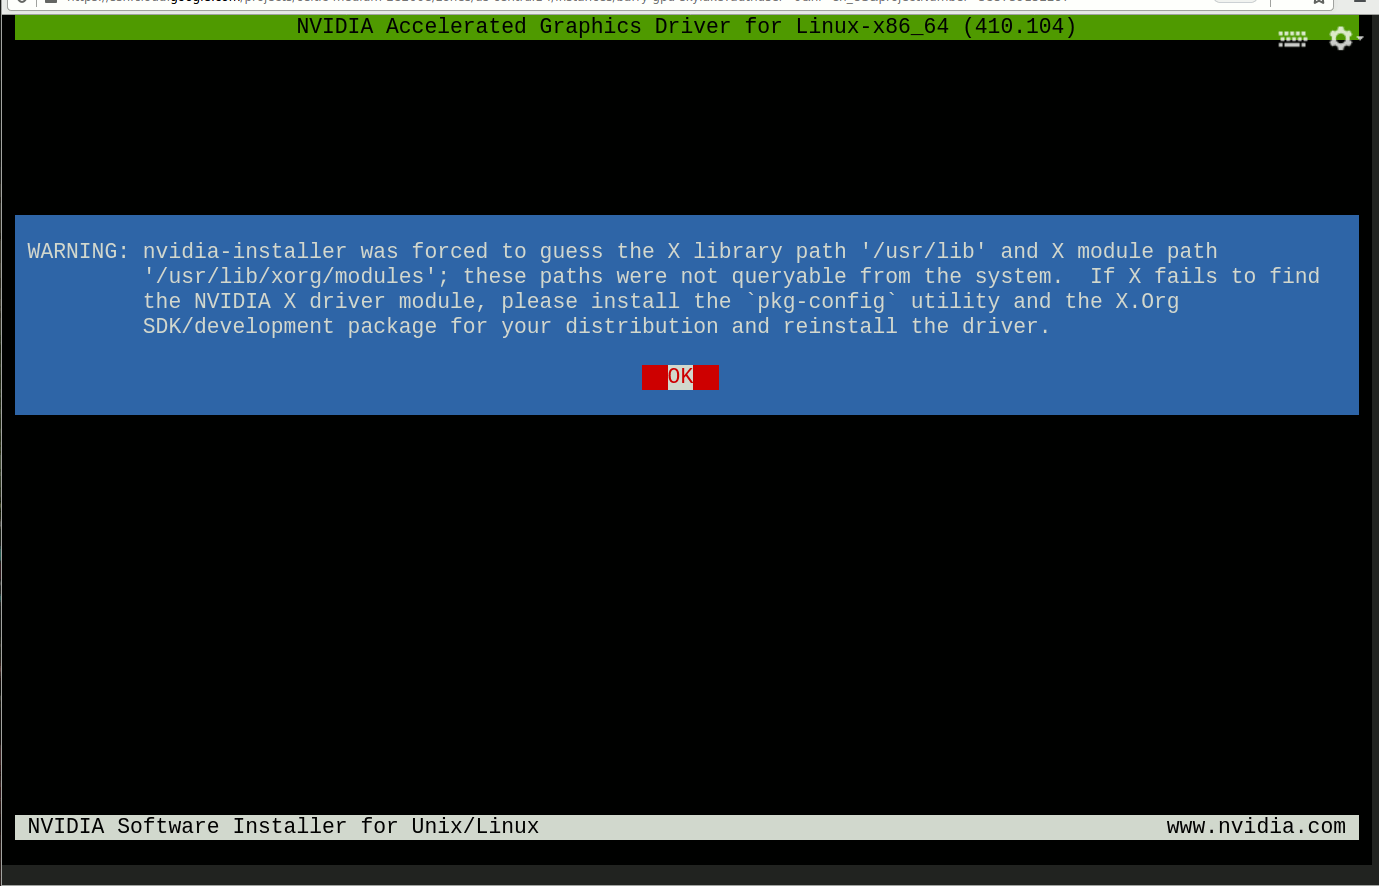 NVIDIA Accelerated Graphics Driver for Linux-x86_64 (410.104)
WARNING: nvidia-installer was forced to guess the X library path '/usr/lib' and X module path
'/usr/lib/xorg/modules'; these paths were not queryable from the system.  If X fails to find
the NVIDIA X driver module, please install the `pkg-config` utility and the X.Org
SDK/development package for your distribution and reinstall the driver.
OK
NVIDIA Software Installer for Unix/Linux www.nvidia.com